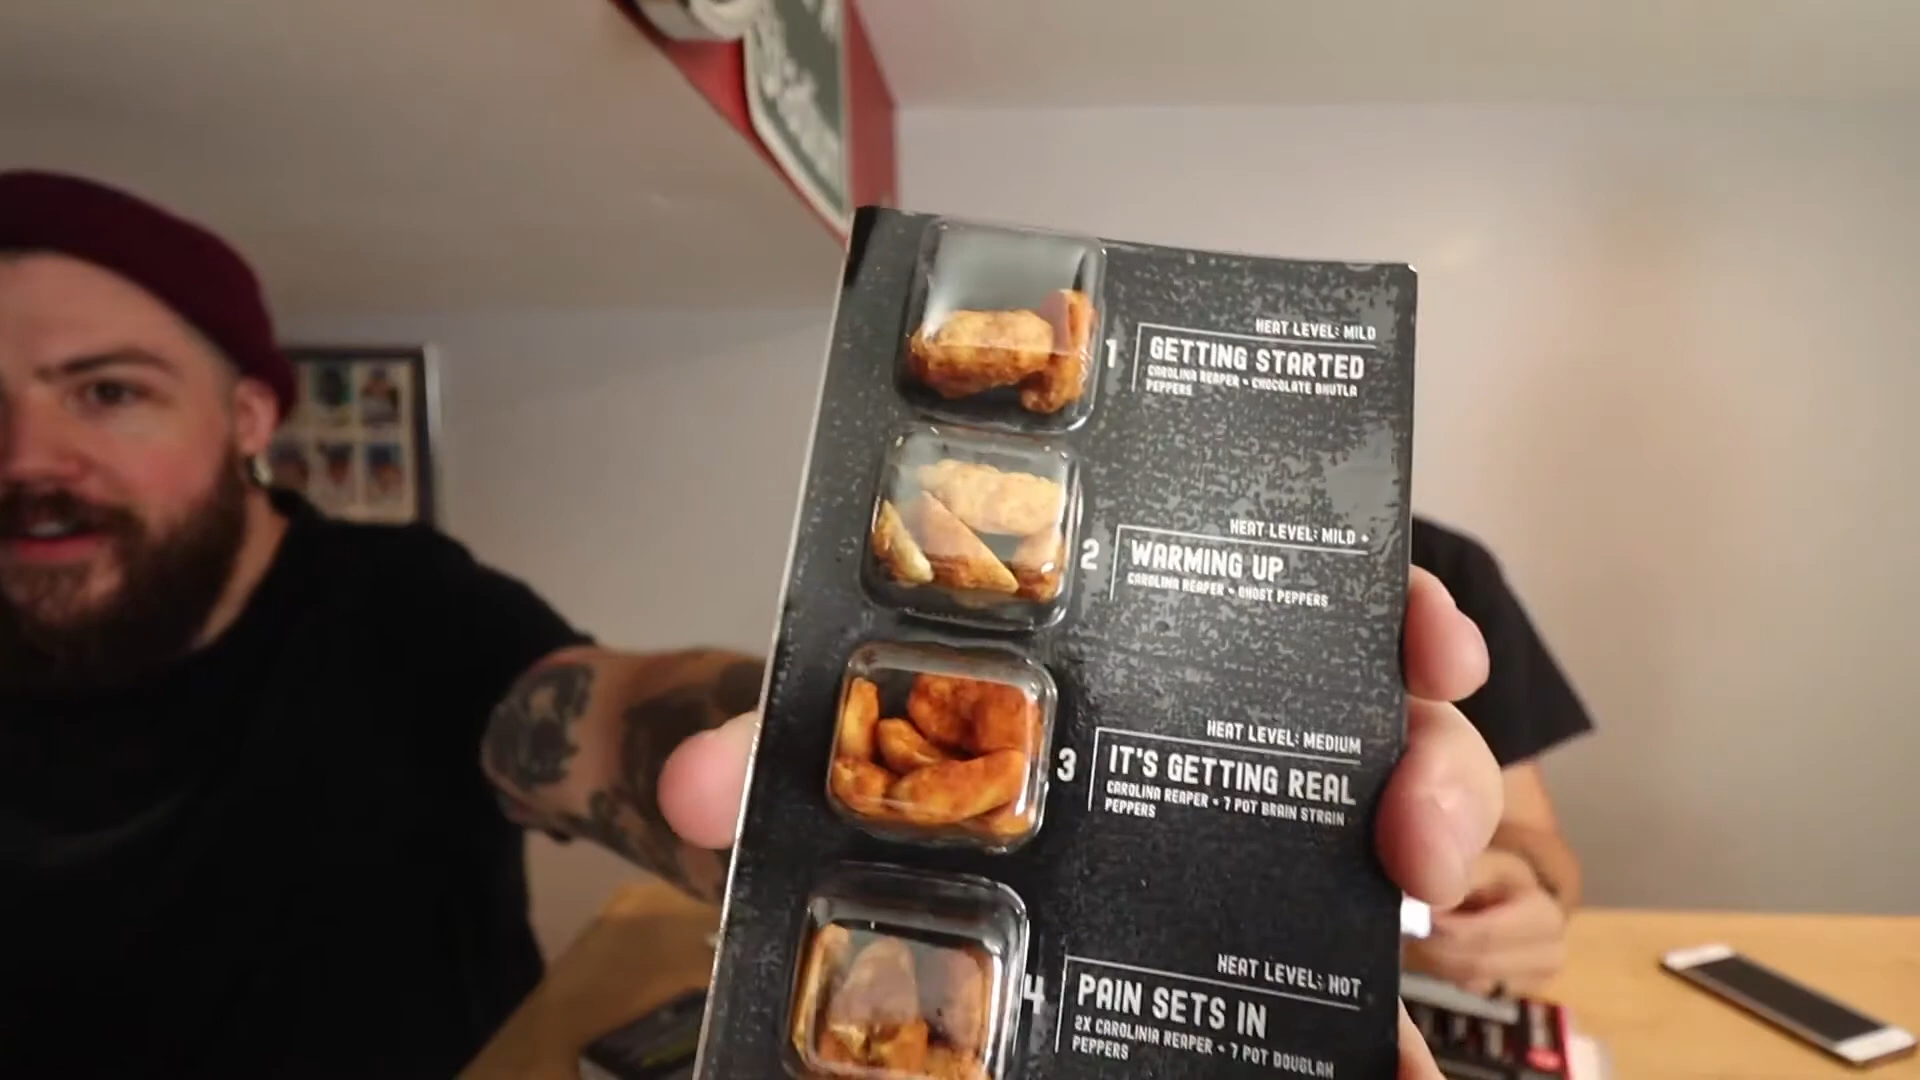 HEAT LEVEL: MILD
1
GETTING STARTED
CAROLINA REAPER + CHOCOLATE BHUTLA
PEPPERS
HEAT LEVEL: MILD +
2
WARMING UP
CAROLINA REAPER + GHOST PEPPERS
HEAT LEVEL: MEDIUM
3
IT'S GETTING REAL
CAROLINA REAPER + 7 POT BRAIN STRAIN
PEPPERS
HEAT LEVEL: HOT
4
PAIN SETS IN
2X CAROLINIA REAPER + 7 POT DOUGLAH
PEPPERS